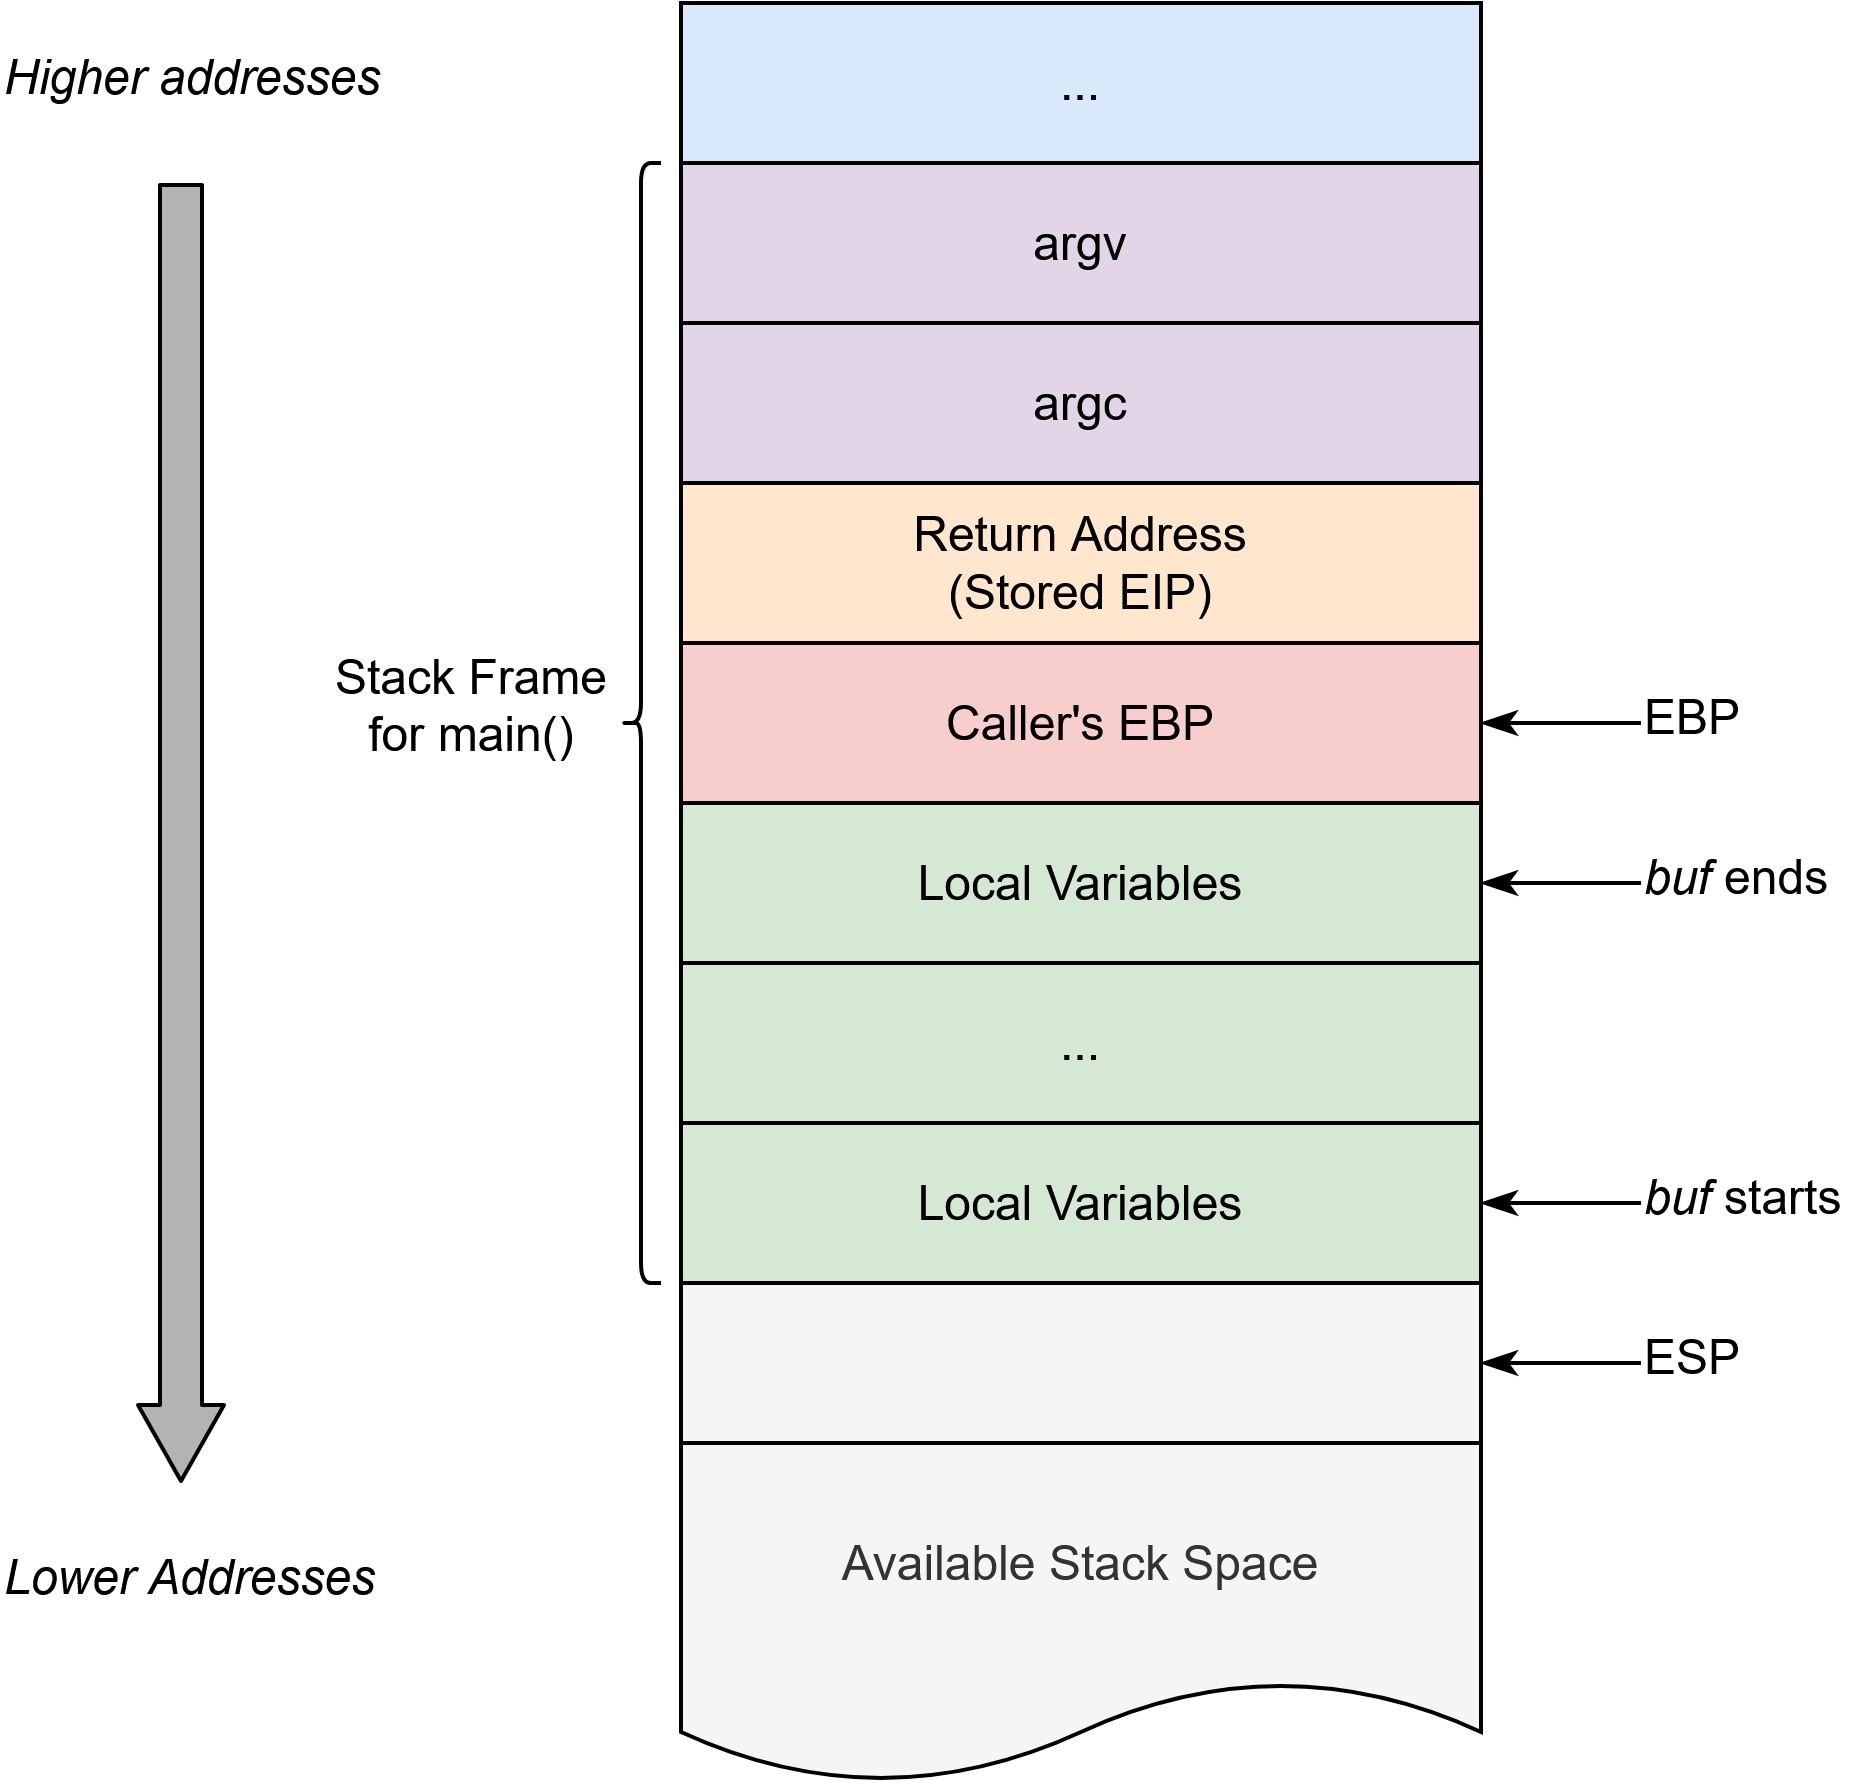 Higher addresses
...
argv
argc
Return Address
(Stored EIP)
Stack Frame
for main()
Caller's EBP
EBP
Local Variables
buf ends
...
Local Variables
buf starts
ESP
Available Stack Space
Lower Addresses